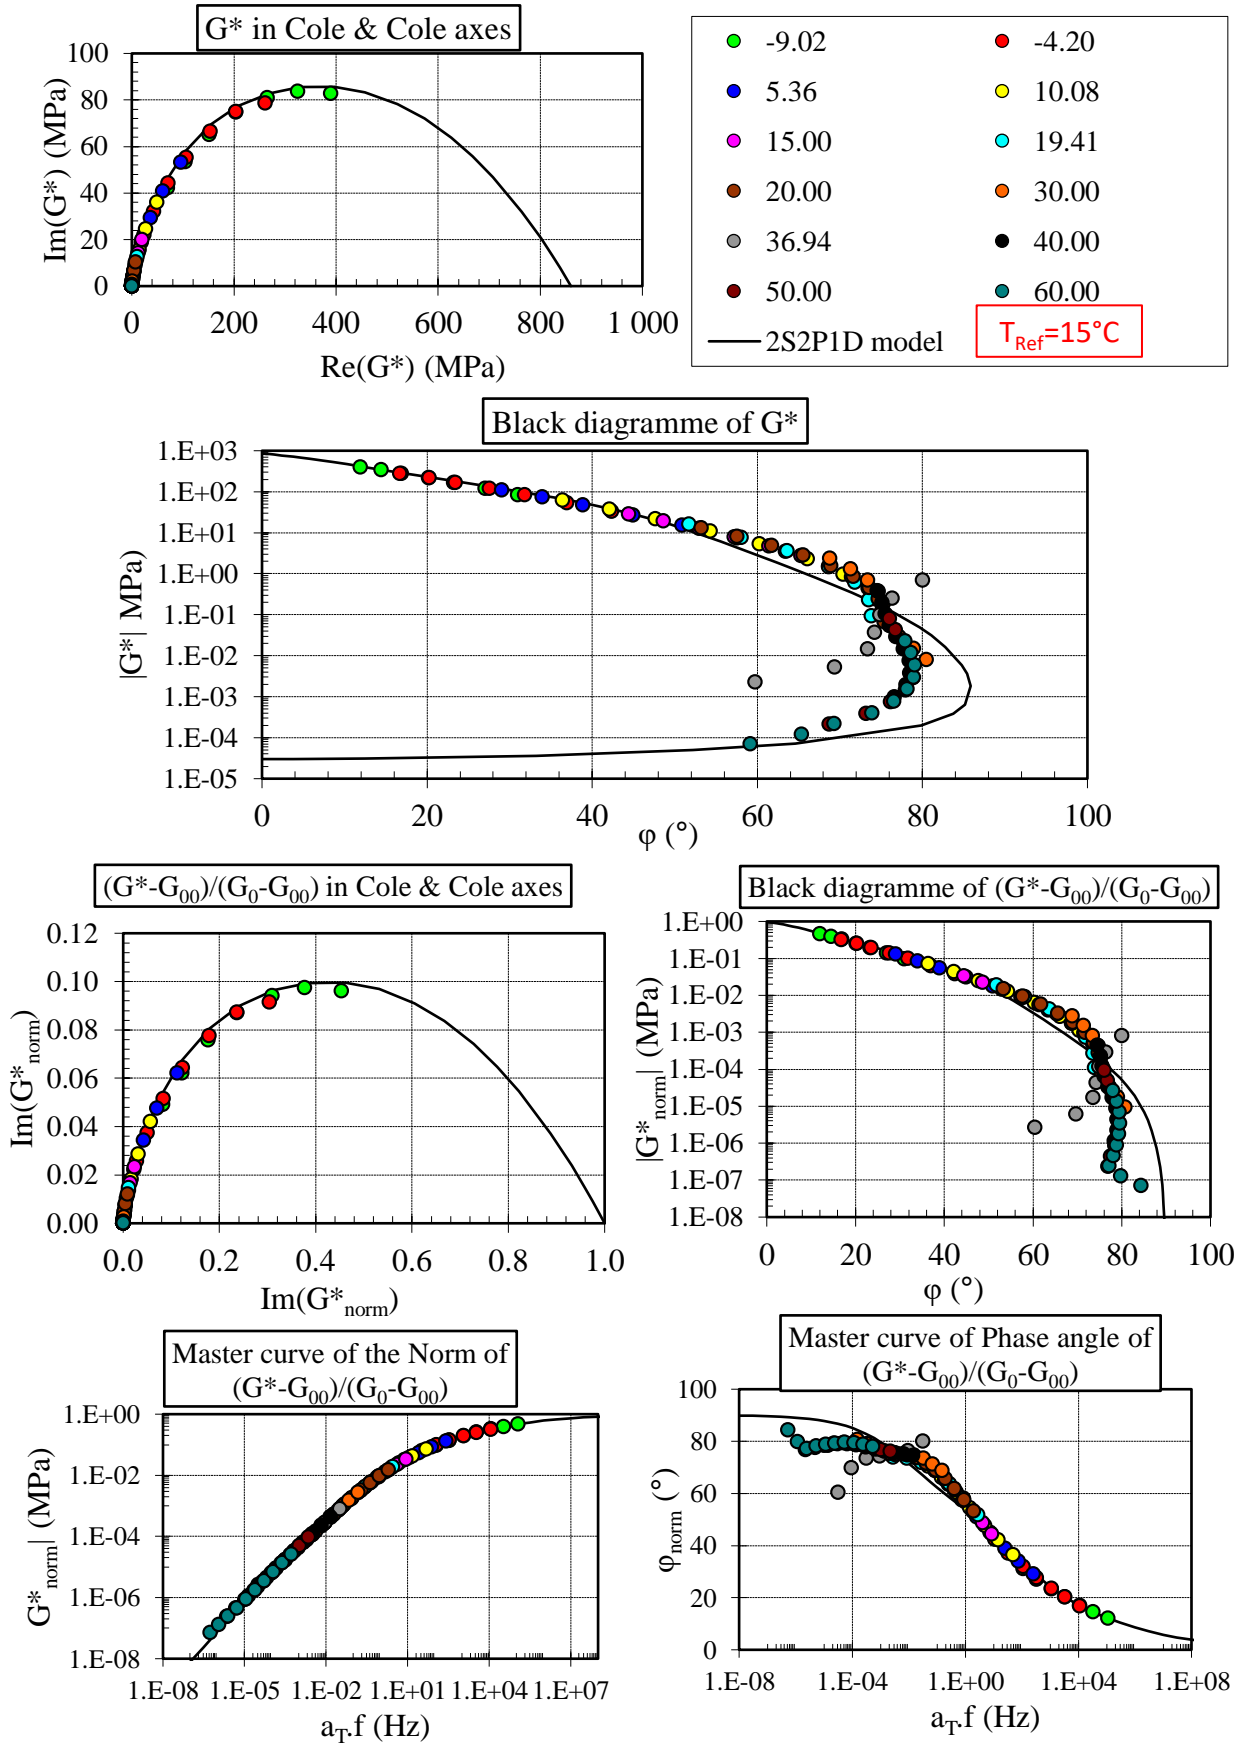 G* in Cole & Cole axes
Im(G*) (MPa)
100
80
60
40
20
0
0 200 400 600 800 1 000
Re(G*) (MPa)
-9.02 -4.20
5.36 10.08
15.00 19.41
20.00 30.00
36.94 40.00
50.00 60.00
2S2P1D model
T_Ref=15°C
Black diagramme of G*
|G*| MPa
1.E+03
1.E+02
1.E+01
1.E+00
1.E-01
1.E-02
1.E-03
1.E-04
1.E-05
0 20 40 60 80 100
φ (°)
(G*-G00)/(G0-G00) in Cole & Cole axes
Im(G*norm)
0.12
0.10
0.08
0.06
0.04
0.02
0.00
0.0 0.2 0.4 0.6 0.8 1.0
Im(G*norm)
Black diagramme of (G*-G00)/(G0-G00)
|G*norm| (MPa)
1.E+00
1.E-01
1.E-02
1.E-03
1.E-04
1.E-05
1.E-06
1.E-07
1.E-08
0 20 40 60 80 100
φ (°)
Master curve of the Norm of
(G*-G00)/(G0-G00)
G*norm| (MPa)
1.E+00
1.E-02
1.E-04
1.E-06
1.E-08
1.E-08 1.E-05 1.E-02 1.E+01 1.E+04 1.E+07
aT.f (Hz)
Master curve of Phase angle of
(G*-G00)/(G0-G00)
φnorm (°)
100
80
60
40
20
0
1.E-08 1.E-04 1.E+00 1.E+04 1.E+08
aT.f (Hz)